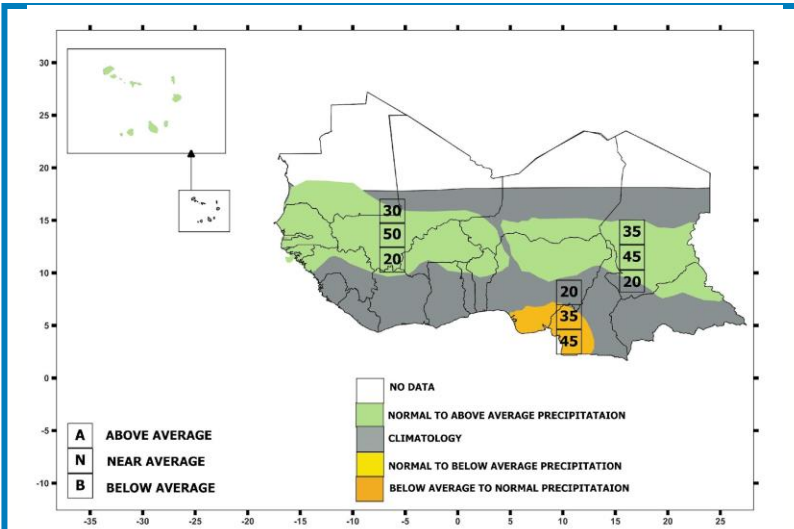 30
25
20
15
10
5
0
-5
-10
30
50
20
35
45
20
20
35
45
NO DATA
NORMAL TO ABOVE AVERAGE PRECIPITATAION
CLIMATOLOGY
NORMAL TO BELOW AVERAGE PRECIPITATION
BELOW AVERAGE TO NORMAL PRECIPITATAION
A ABOVE AVERAGE
N NEAR AVERAGE
B BELOW AVERAGE
-35 -30 -25 -20 -15 -10 -5 0 5 10 15 20 25